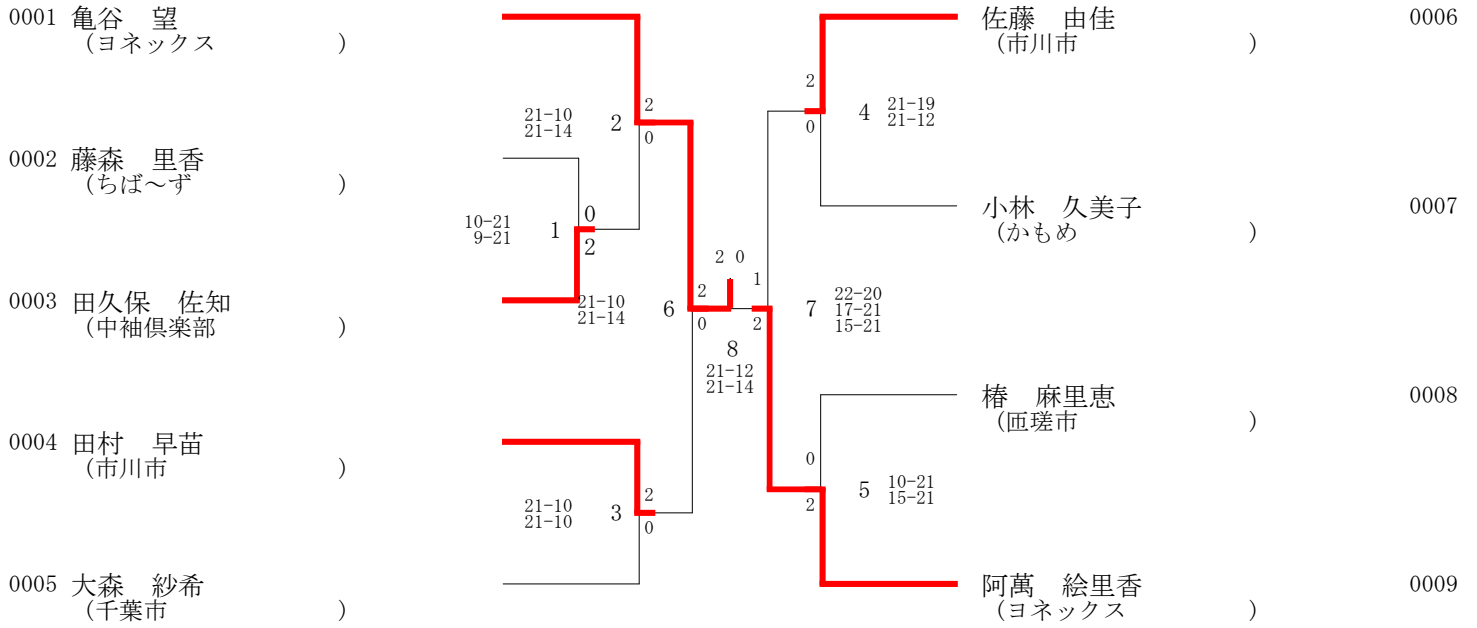 0001 亀谷　望
(ヨネックス　　　　　　)
21-10
21-14
2
2
0
0002 藤森　里香
(ちば～ず　　　　　　　)
10-21
9-21
1
0
2
0003 田久保　佐知
(中袖倶楽部　　　　　　)
21-10
21-14
6
2
0
0004 田村　早苗
(市川市　　　　　　　　)
21-10
21-10
3
2
0
0005 大森　紗希
(千葉市　　　　　　　　)
2 0
8
21-12
21-14
佐藤　由佳 0006
(市川市　　　　　　　　)
2
0
4
21-19
21-12
小林　久美子 0007
(かもめ　　　　　　　　)
1
2
7
22-20
17-21
15-21
椿　麻里恵 0008
(匝瑳市　　　　　　　　)
0
2
5
10-21
15-21
阿萬　絵里香 0009
(ヨネックス　　　　　　)